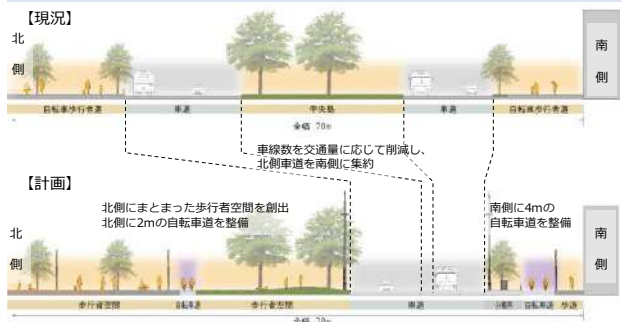 【現況】
北
側
南
側
自転車歩行者道
車道
中央島
車道
自転車歩行者道
全幅 70m
車線数を交通量に応じて削減し、
北側車道を南側に集約
【計画】
北側にまとまった歩行者空間を創出
北側に2mの自転車道を整備
南側に4mの
自転車道を整備
北
側
南
側
歩行者空間
自転車道
歩行者空間
車道
自転車道
歩道
全幅 70m